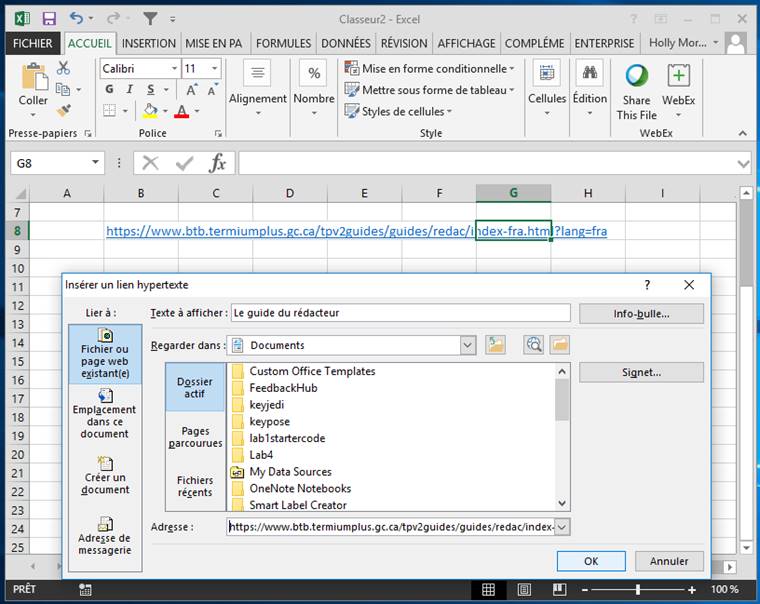 Classeur2 - Excel
FICHIER ACCUEIL INSERTION MISE EN PA FORMULES DONNÉES RÉVISION AFFICHAGE COMPLÉME ENTERPRISE Holly Mor...
Coller
Calibri 11
G I S A A
A
Alignement
%
Nombre
Mise en forme conditionnelle
Mettre sous forme de tableau
Styles de cellules
Cellules
Édition
Share
This File
WebEx
Presse-papiers Police Style WebEx
G8 fx
A B C D E F G H I
7
8 https://www.btb.termiumplus.gc.ca/tpv2guides/guides/redac/index-fra.html?lang=fra
9
10
11
12
13
14
15
16
17
18
19
20
21
22
23
24
25
Insérer un lien hypertexte ?
Lier à : Texte à afficher : Le guide du rédacteur Info-bulle...
Fichier ou
page web
existant(e)
Emplacement
dans ce
document
Créer un
document
Adresse de
messagerie
Regarder dans : Documents
Signet...
Dossier
actif
Pages
parcourues
Fichiers
récents
Custom Office Templates
FeedbackHub
keyjedi
keypose
lab1startercode
Lab4
My Data Sources
OneNote Notebooks
Smart Label Creator
Adresse : https://www.btb.termiumplus.gc.ca/tpv2guides/guides/redac/index-
OK Annuler
PRÊT 100 %